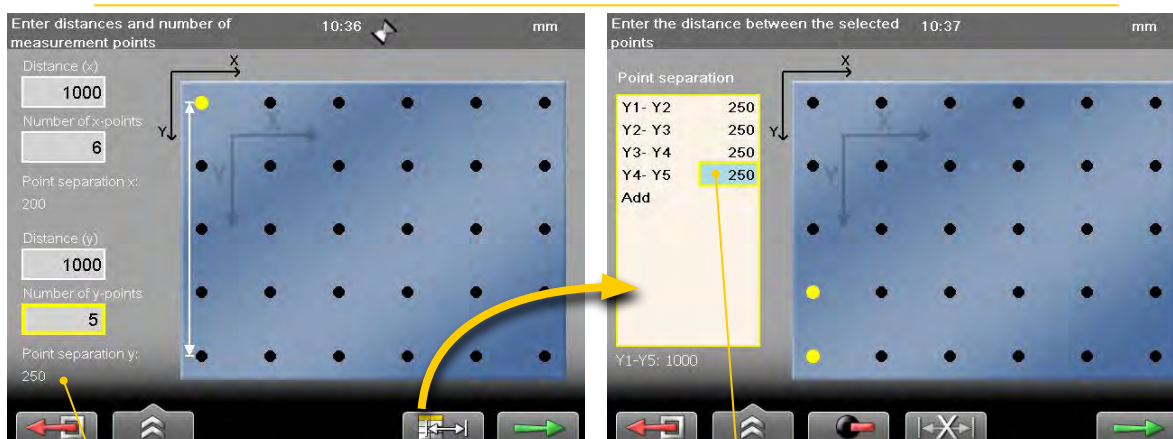 Enter distances and number of
measurement points
10:36
mm
Distance (x)
1000
Number of x-points
6
Point separation x:
200
Distance (y)
1000
Number of y-points
5
Point separation y:
250
X
Y
X
Y
Enter the distance between the selected
points
10:37
mm
Point separation
Y1- Y2 250
Y2- Y3 250
Y3- Y4 250
Y4- Y5 250
Add
Y1-Y5: 1000
X
Y
X
Y